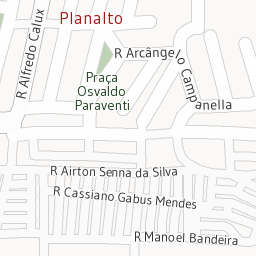 Planalto
R Alfredo Calux
R Arcângelo Campanella
Praça
Osvaldo
Paraventi
R Airton Senna da Silva
R Cassiano Gabus Mendes
R Manoel Bandeira